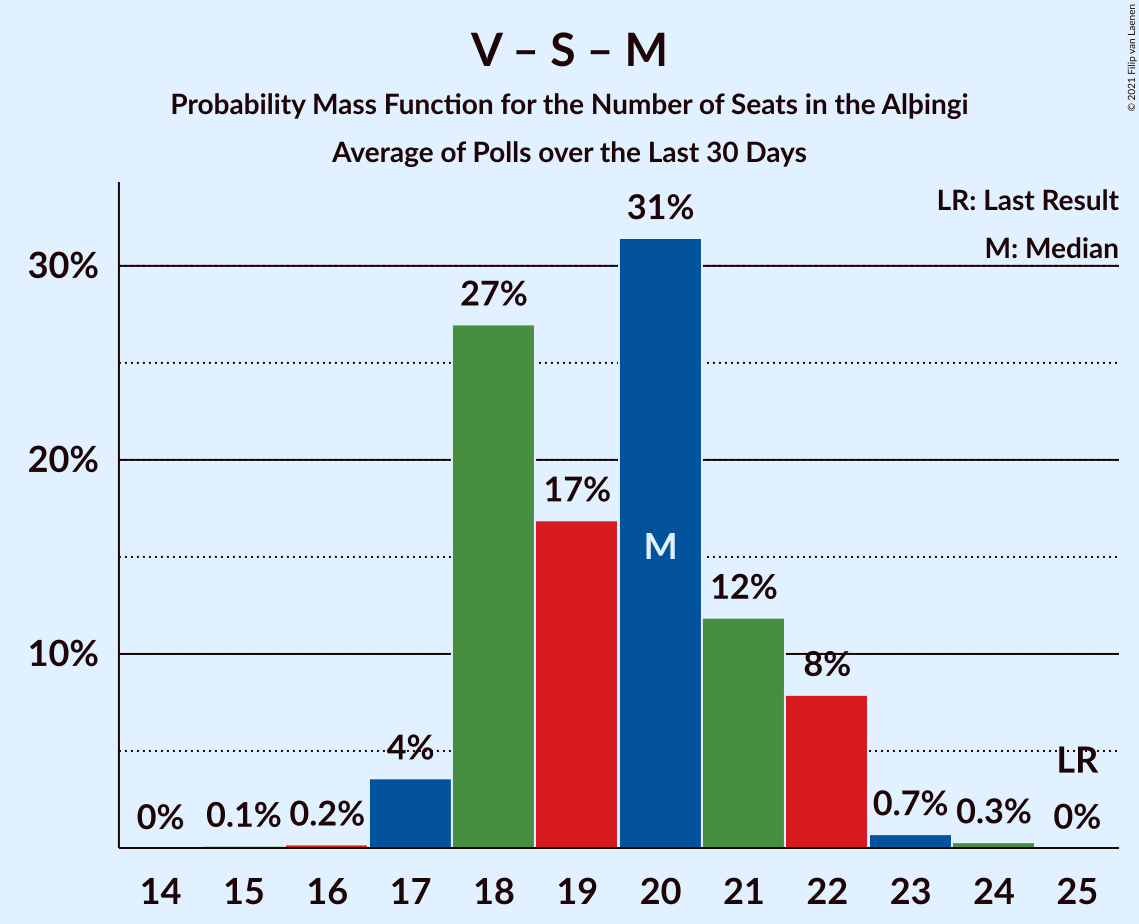 V – S – M
Probability Mass Function for the Number of Seats in the Alþingi
Average of Polls over the Last 30 Days
© 2021 Filip van Laenen
LR: Last Result
M: Median
31%
30%
27%
20%
17%
M
12%
10%
8%
4%
LR
0%
0.1%
0.2%
0.7%
0.3%
0%
14 15 16 17 18 19 20 21 22 23 24 25